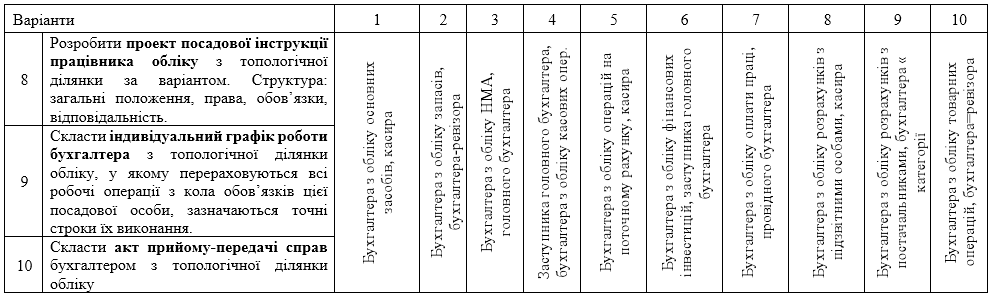 Варіанти
1
2
3
4
5
6
7
8
9
10
8
Розробити проект посадової інструкції
працівника обліку з топологічної
ділянки за варіантом. Структура:
загальні положення, права, обов’язки,
відповідальність.
9
Скласти індивідуальний графік роботи
бухгалтера з топологічної ділянки
обліку, у якому перераховуються всі
робочі операції з кола обов’язків цієї
посадової особи, зазначаються точні
строки їх виконання.
10
Скласти акт прийому-передачі справ
бухгалтером з топологічної ділянки
обліку
Бухгалтера з обліку основних
засобів, касира
Бухгалтера з обліку запасів,
бухгалтера-ревізора
Бухгалтера з обліку НМА,
головного бухгалтера
Заступника головного бухгалтера,
бухгалтера з обліку касових опер.
Бухгалтера з обліку операцій на
поточному рахунку, касира
Бухгалтера з обліку фінансових
інвестицій, заступника головного
бухгалтера
Бухгалтера з обліку оплати праці,
провідного бухгалтера
Бухгалтера з обліку розрахунків з
підзвітними особами, касира
Бухгалтера з обліку розрахунків з
постачальниками, бухгалтера «
категорії
Бухгалтера з обліку товарних
операцій, бухгалтера=ревізора